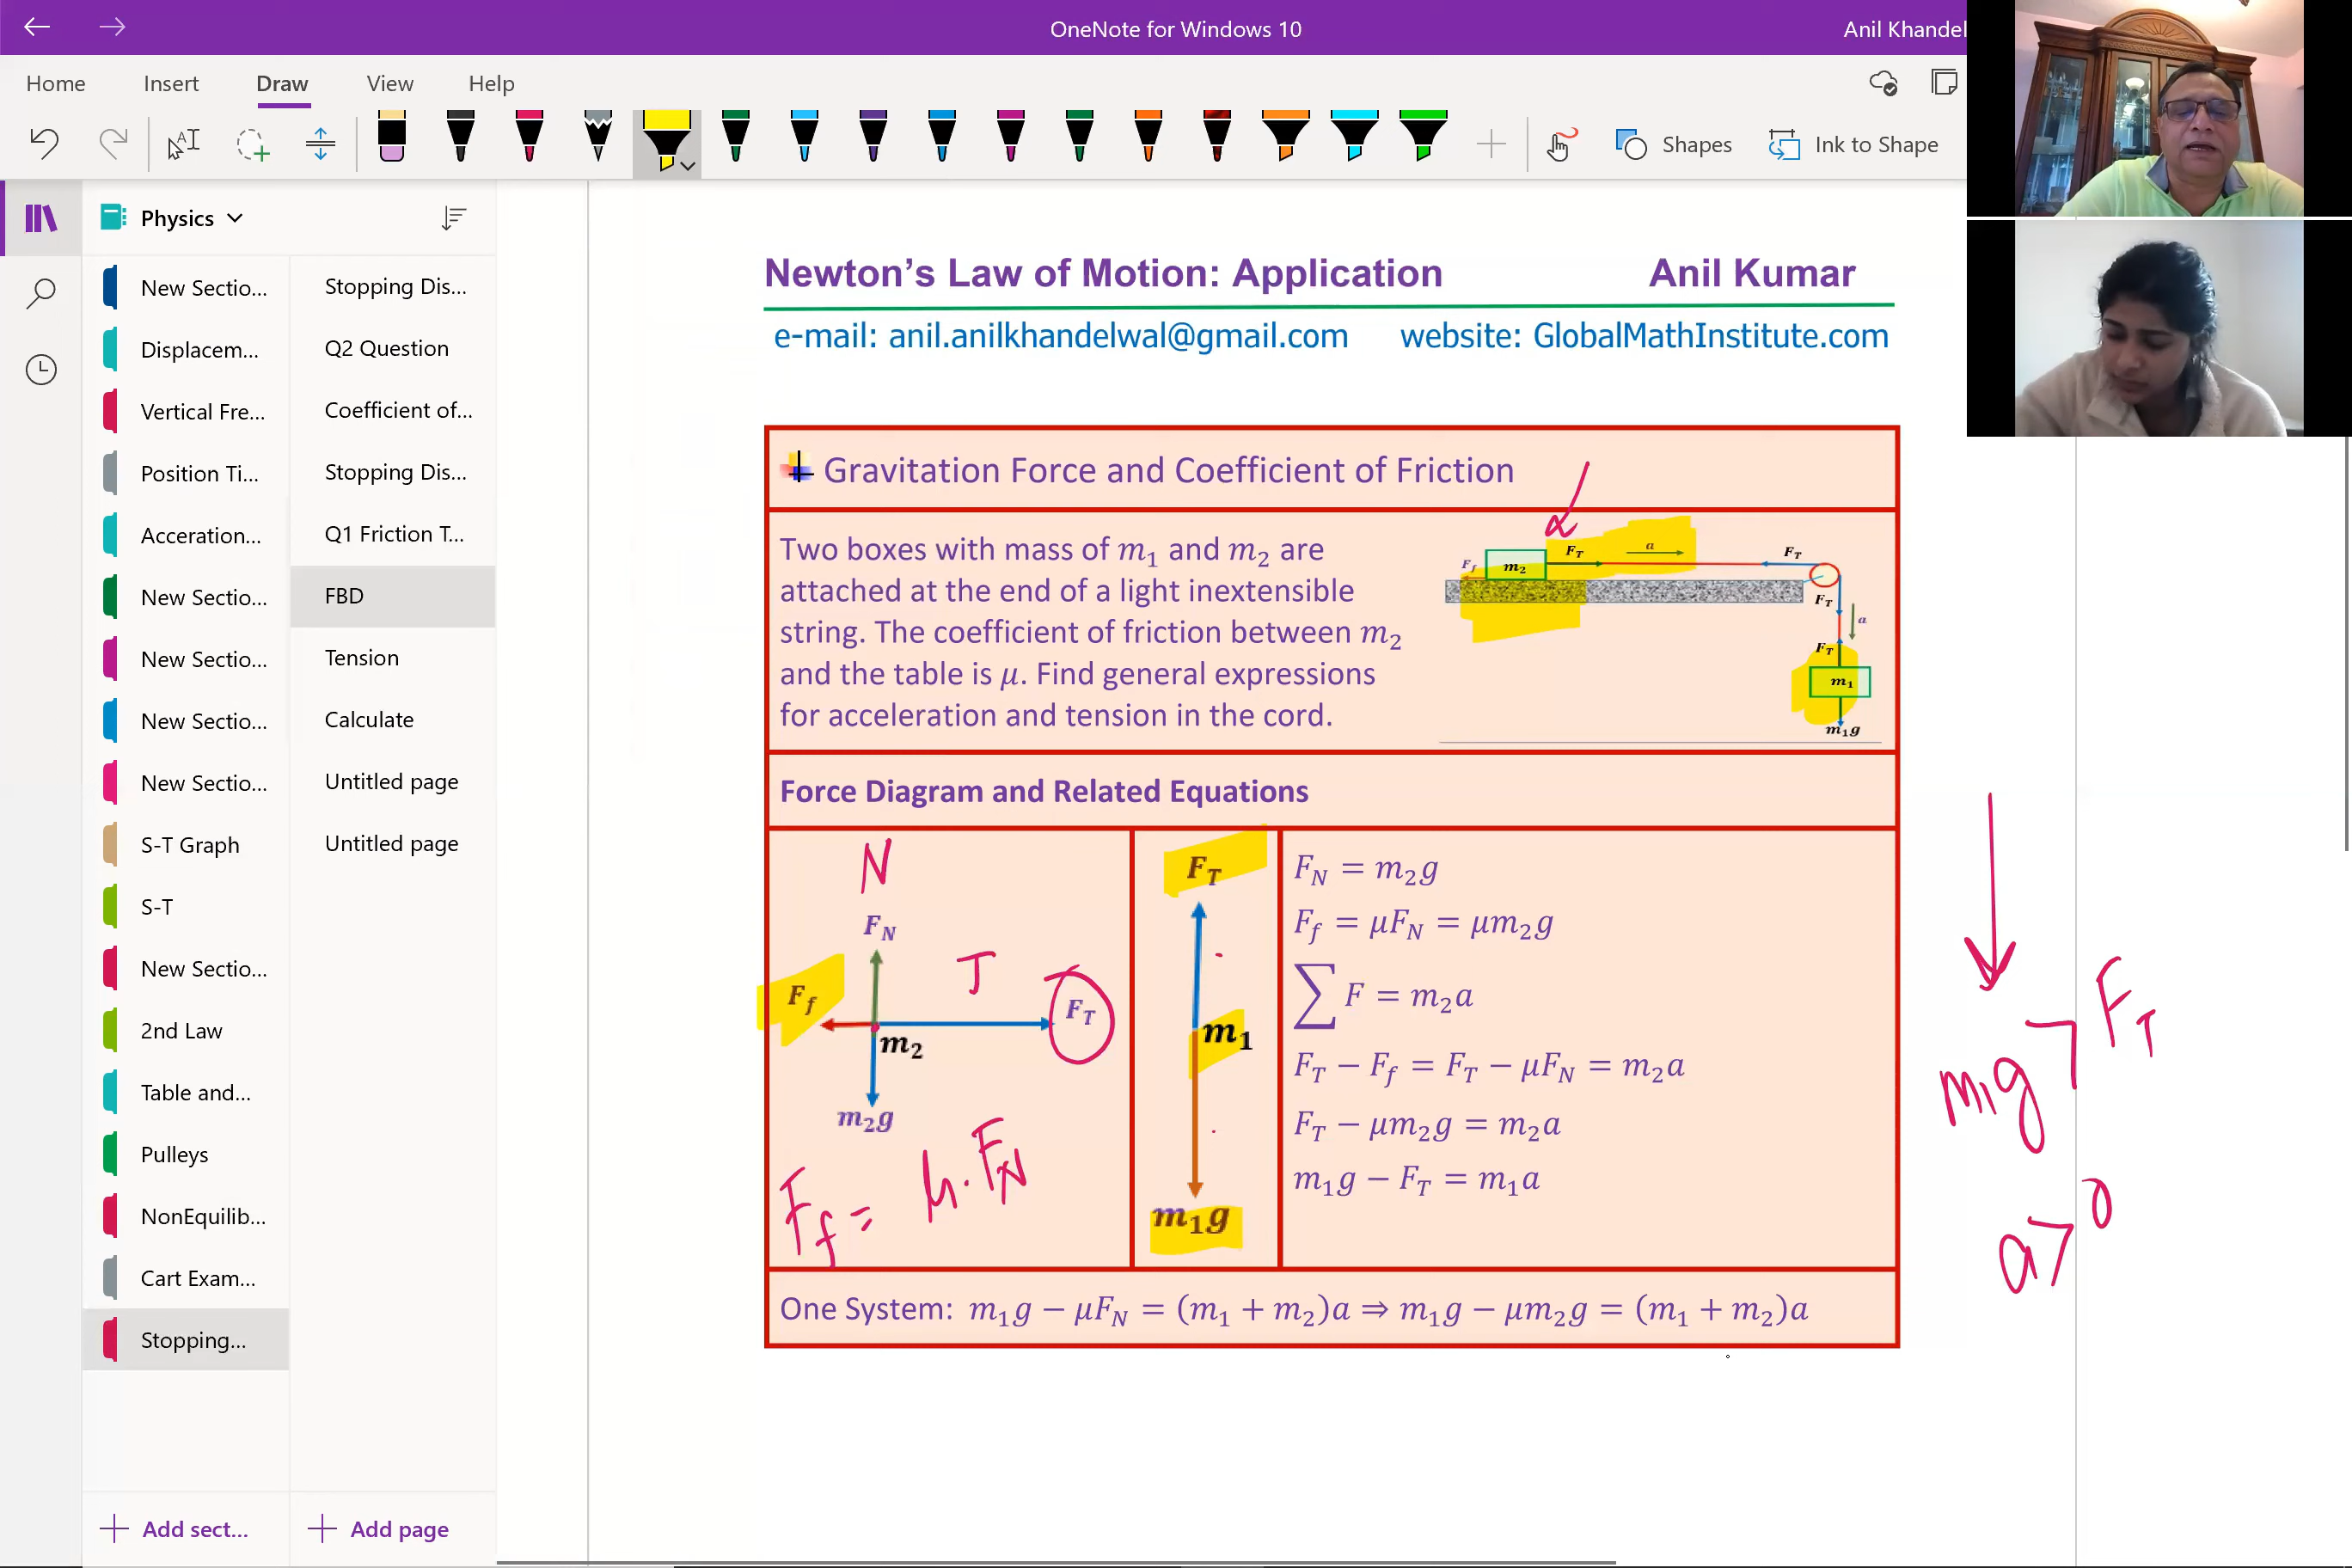 OneNote for Windows 10
Anil Khandel
Home Insert Draw View Help
Shapes Ink to Shape
Physics
New Sectio...
Displacem...
Vertical Fre...
Position Ti...
Acceration...
New Sectio...
New Sectio...
New Sectio...
New Sectio...
S-T Graph
S-T
New Sectio...
2nd Law
Table and...
Pulleys
NonEquilib...
Cart Exam...
Stopping...
Add sect...
Stopping Dis...
Q2 Question
Coefficient of...
Stopping Dis...
Q1 Friction T...
FBD
Tension
Calculate
Untitled page
Untitled page
Add page
Newton’s Law of Motion: Application Anil Kumar
e-mail: anil.anilkhandelwal@gmail.com website: GlobalMathInstitute.com
Gravitation Force and Coefficient of Friction
Two boxes with mass of m₁ and m₂ are
attached at the end of a light inextensible
string. The coefficient of friction between m₂
and the table is μ. Find general expressions
for acceleration and tension in the cord.
F_f m₂ F_T a F_T
F_T
a
F_T
m₁
m₁g
Force Diagram and Related Equations
N
F_N
T
F_f F_T
m₂
m₂g
F_f = μ.F_N
F_T
m₁
m₁g
F_N = m₂g
F_f = μF_N = μm₂g
∑ F = m₂a
F_T − F_f = F_T − μF_N = m₂a
F_T − μm₂g = m₂a
m₁g − F_T = m₁a
One System: m₁g − μF_N = (m₁ + m₂)a ⇒ m₁g − μm₂g = (m₁ + m₂)a
m₁g > F_T
a > 0